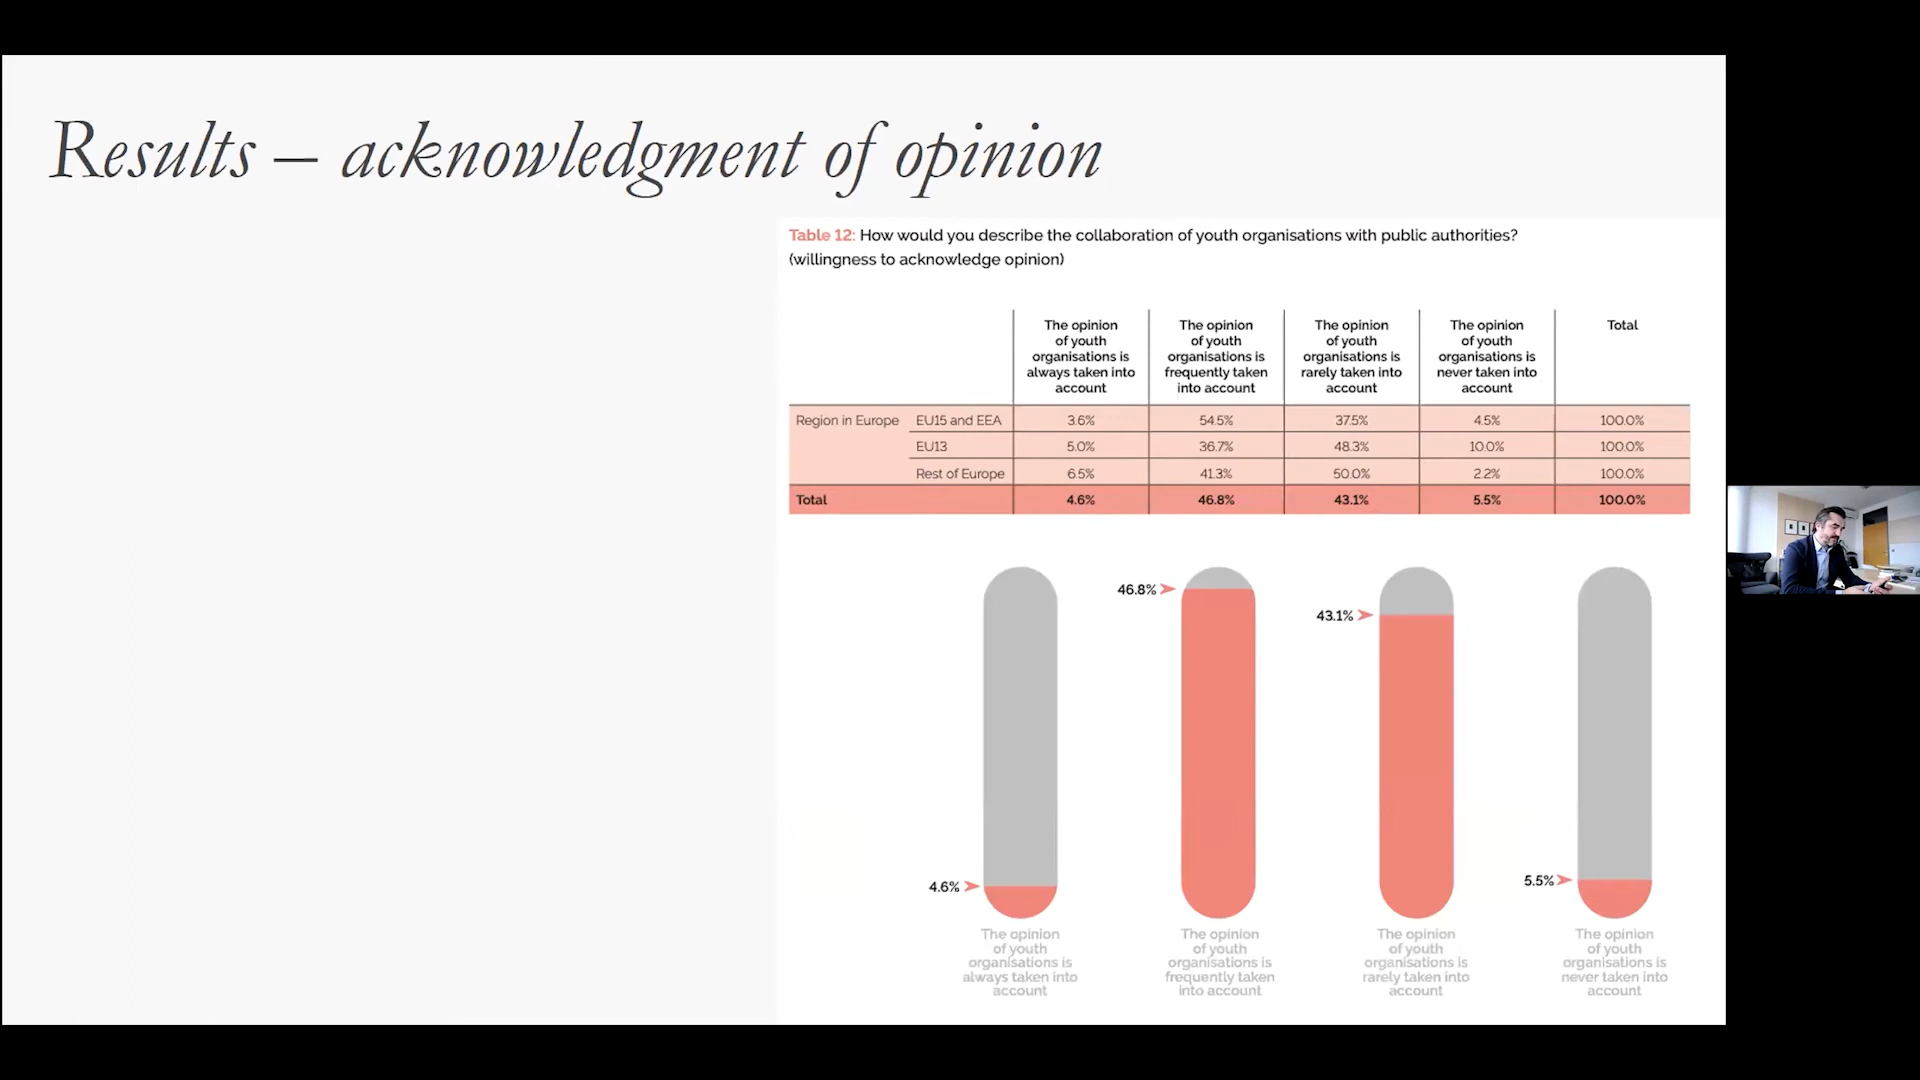 Results – acknowledgment of opinion
Table 12: How would you describe the collaboration of youth organisations with public authorities?
(willingness to acknowledge opinion)
The opinion of youth organisations is always taken into account
The opinion of youth organisations is frequently taken into account
The opinion of youth organisations is rarely taken into account
The opinion of youth organisations is never taken into account
Total
Region in Europe EU15 and EEA 3.6% 54.5% 37.5% 4.5% 100.0%
EU13 5.0% 36.7% 48.3% 10.0% 100.0%
Rest of Europe 6.5% 41.3% 50.0% 2.2% 100.0%
Total 4.6% 46.8% 43.1% 5.5% 100.0%
46.8%
43.1%
4.6%
5.5%
The opinion
of youth
organisations is
always taken into
account
The opinion
of youth
organisations is
frequently taken
into account
The opinion
of youth
organisations is
rarely taken into
account
The opinion
of youth
organisations is
never taken into
account